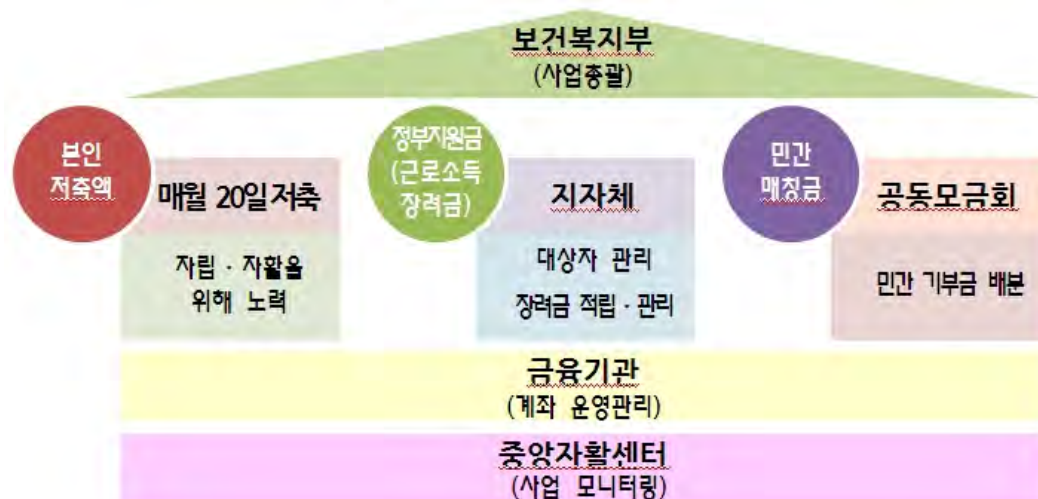 보건복지부
(사업총괄)
본인
저축액
매월 20일 저축
자립 · 자활을
위해 노력
정부지원금
(근로소득
장려금)
지자체
대상자 관리
장려금 적립 · 관리
민간
매칭금
공동모금회
민간 기부금 배분
금융기관
(계좌 운영관리)
중앙자활센터
(사업 모니터링)